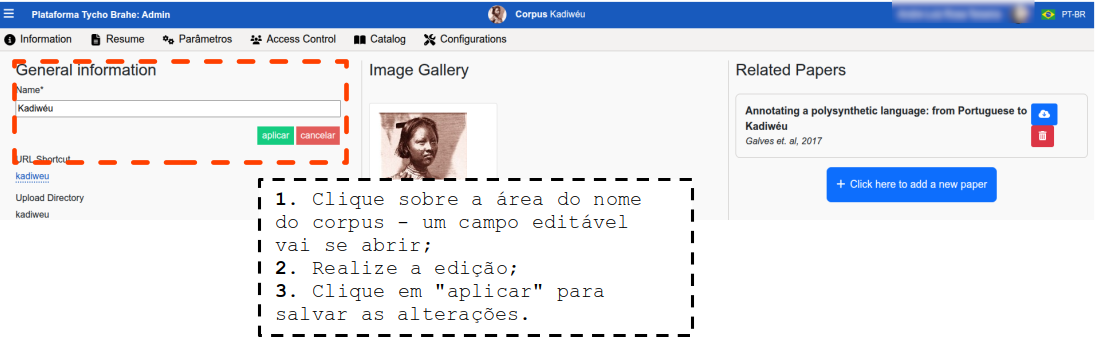 Plataforma Tycho Brahe: Admin
Corpus Kadiwéu
PT-BR
Information
Resume
Parâmetros
Access Control
Catalog
Configurations
General information
Name*
Kadiwéu
aplicar
cancelar
URL Shortcut
kadiweu
Upload Directory
kadiweu
Image Gallery
Related Papers
Annotating a polysynthetic language: from Portuguese to
Kadiwéu
Galves et. al, 2017
+ Click here to add a new paper
1. Clique sobre a área do nome
do corpus - um campo editável
vai se abrir;
2. Realize a edição;
3. Clique em "aplicar" para
salvar as alterações.